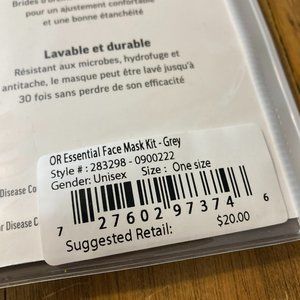 pour un ajustement confortable
et une bonne étanchéité
Lavable et durable
Résistant aux microbes, hydrofuge et
antitache, le masque peut être lavé jusqu'à
30 fois sans perdre de son efficacité
OR Essential Face Mask Kit - Grey
Style # : 283298 - 0900222
Gender: Unisex Size : One size
7 27602 97374 6
Suggested Retail: $20.00
Disease Co
Disease C